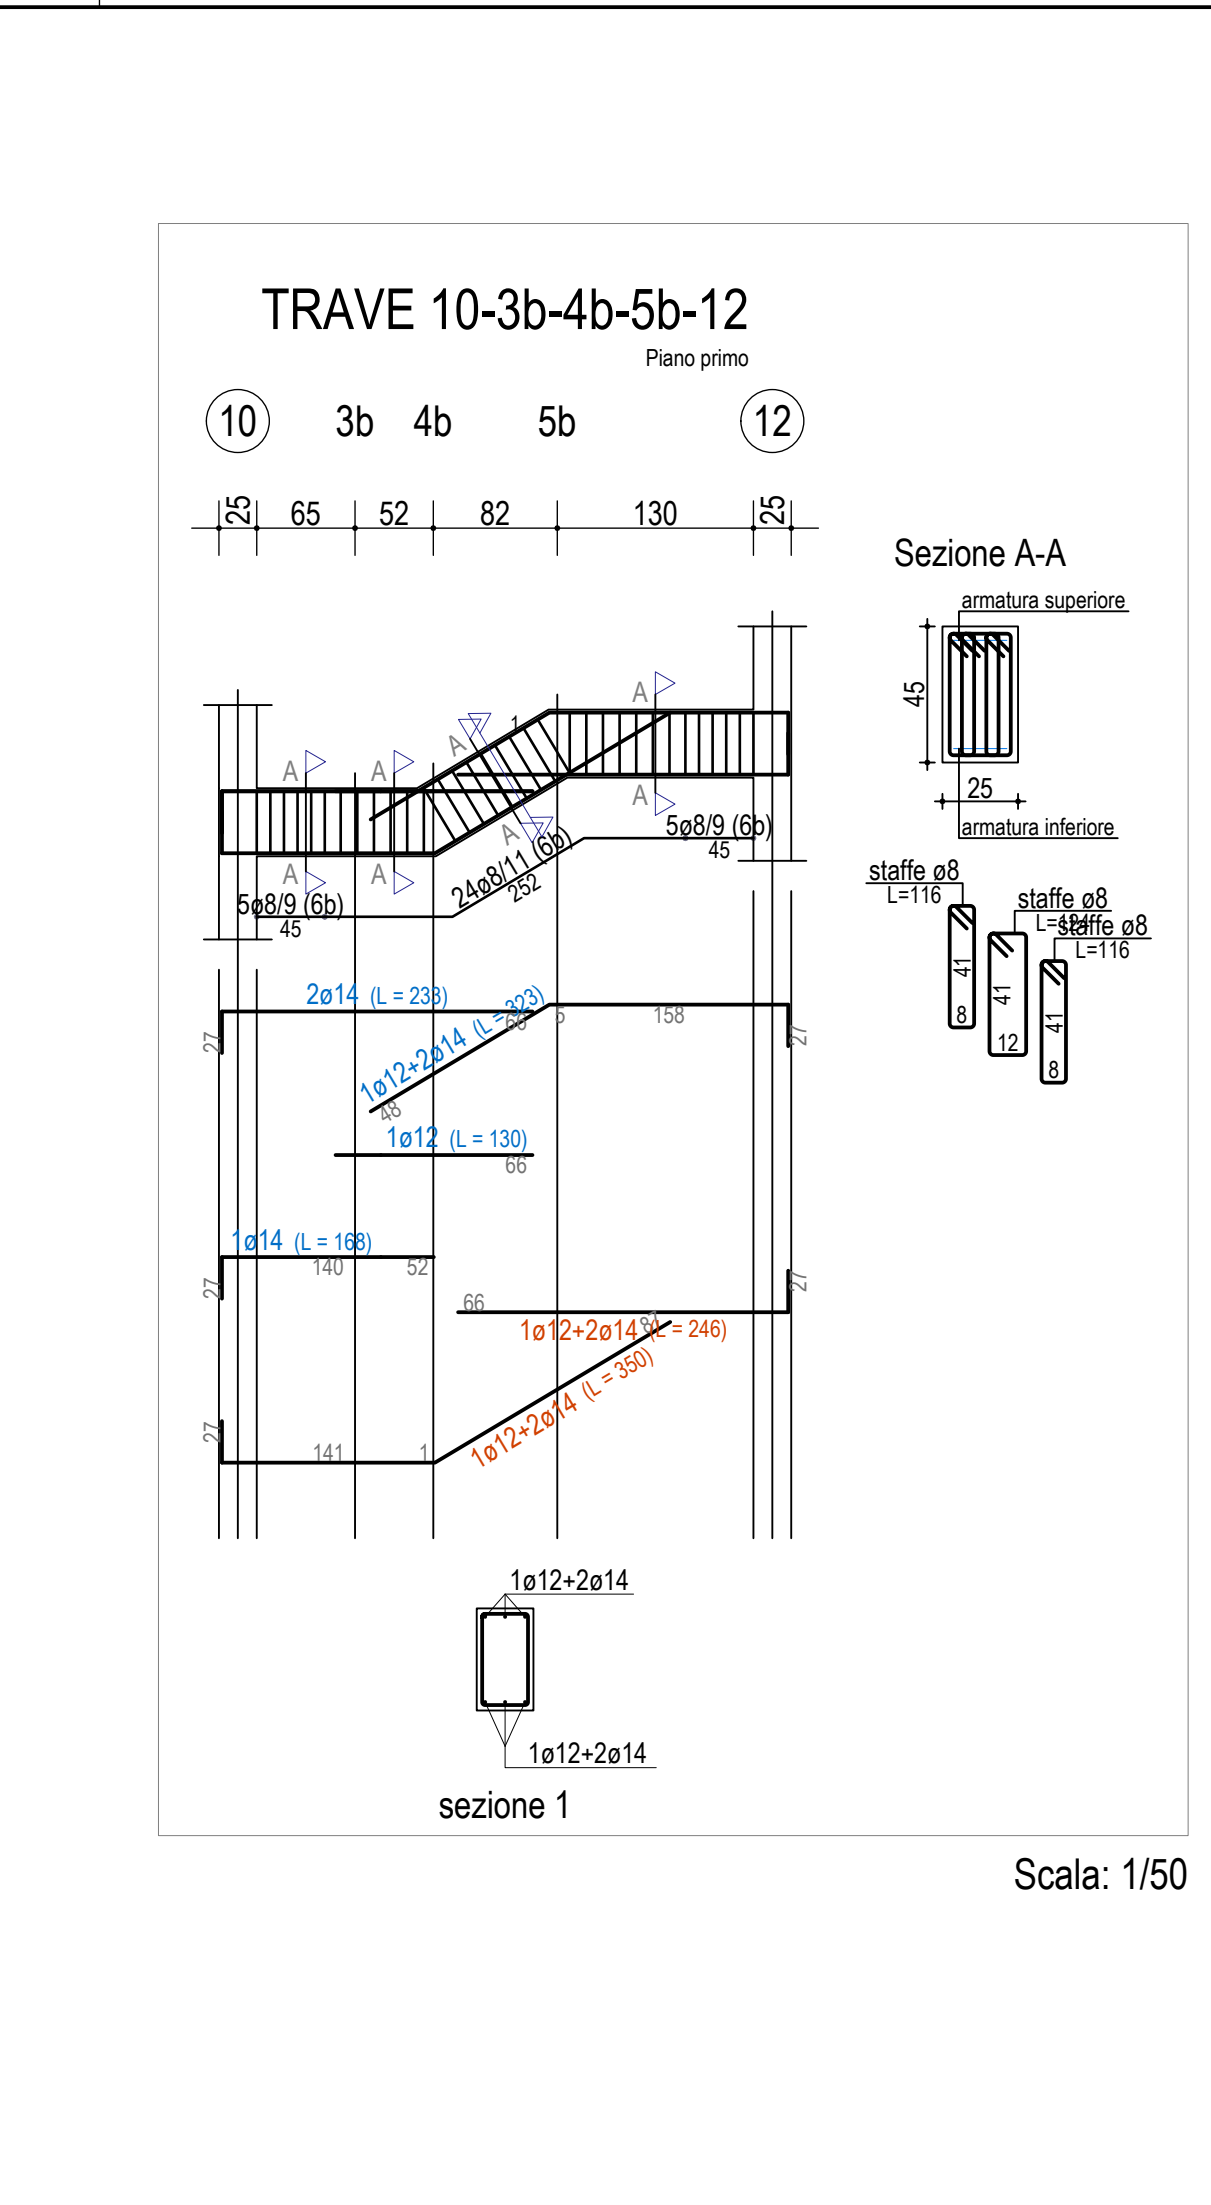 TRAVE 10-3b-4b-5b-12
Piano primo
10 3b 4b 5b 12
25 65 52 82 130 25
Sezione A-A
armatura superiore
45
25
armatura inferiore
A A A A
1
A A A A
5ø8/9 (6b)
45
24ø8/11 (6b)
252
5ø8/9 (6b)
45
staffe ø8
L=116
41
8
staffe ø8
L=124
41
12
staffe ø8
L=116
41
8
2ø14 (L = 233)
27
66
1ø12+2ø14 (L = 323)
48
5
158
27
1ø12 (L = 130)
66
1ø14 (L = 168)
27
140
52
66
27
1ø12+2ø14 (L = 246)
1ø12+2ø14 (L = 350)
27
141
1
1ø12+2ø14
1ø12+2ø14
sezione 1
Scala: 1/50